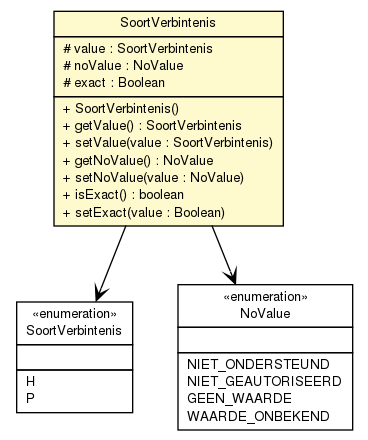 SoortVerbintenis
# value : SoortVerbintenis
# noValue : NoValue
# exact : Boolean
+ SoortVerbintenis()
+ getValue() : SoortVerbintenis
+ setValue(value : SoortVerbintenis)
+ getNoValue() : NoValue
+ setNoValue(value : NoValue)
+ isExact() : boolean
+ setExact(value : Boolean)
«enumeration»
SoortVerbintenis
H
P
«enumeration»
NoValue
NIET_ONDERSTEUND
NIET_GEAUTORISEERD
GEEN_WAARDE
WAARDE_ONBEKEND